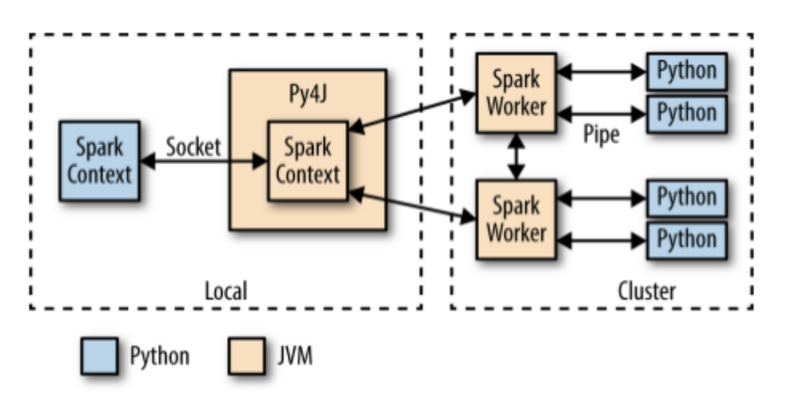 Py4J
Spark
Context
Socket
Spark
Context
Local
Spark
Worker
Python
Python
Pipe
Spark
Worker
Python
Python
Cluster
Python
JVM